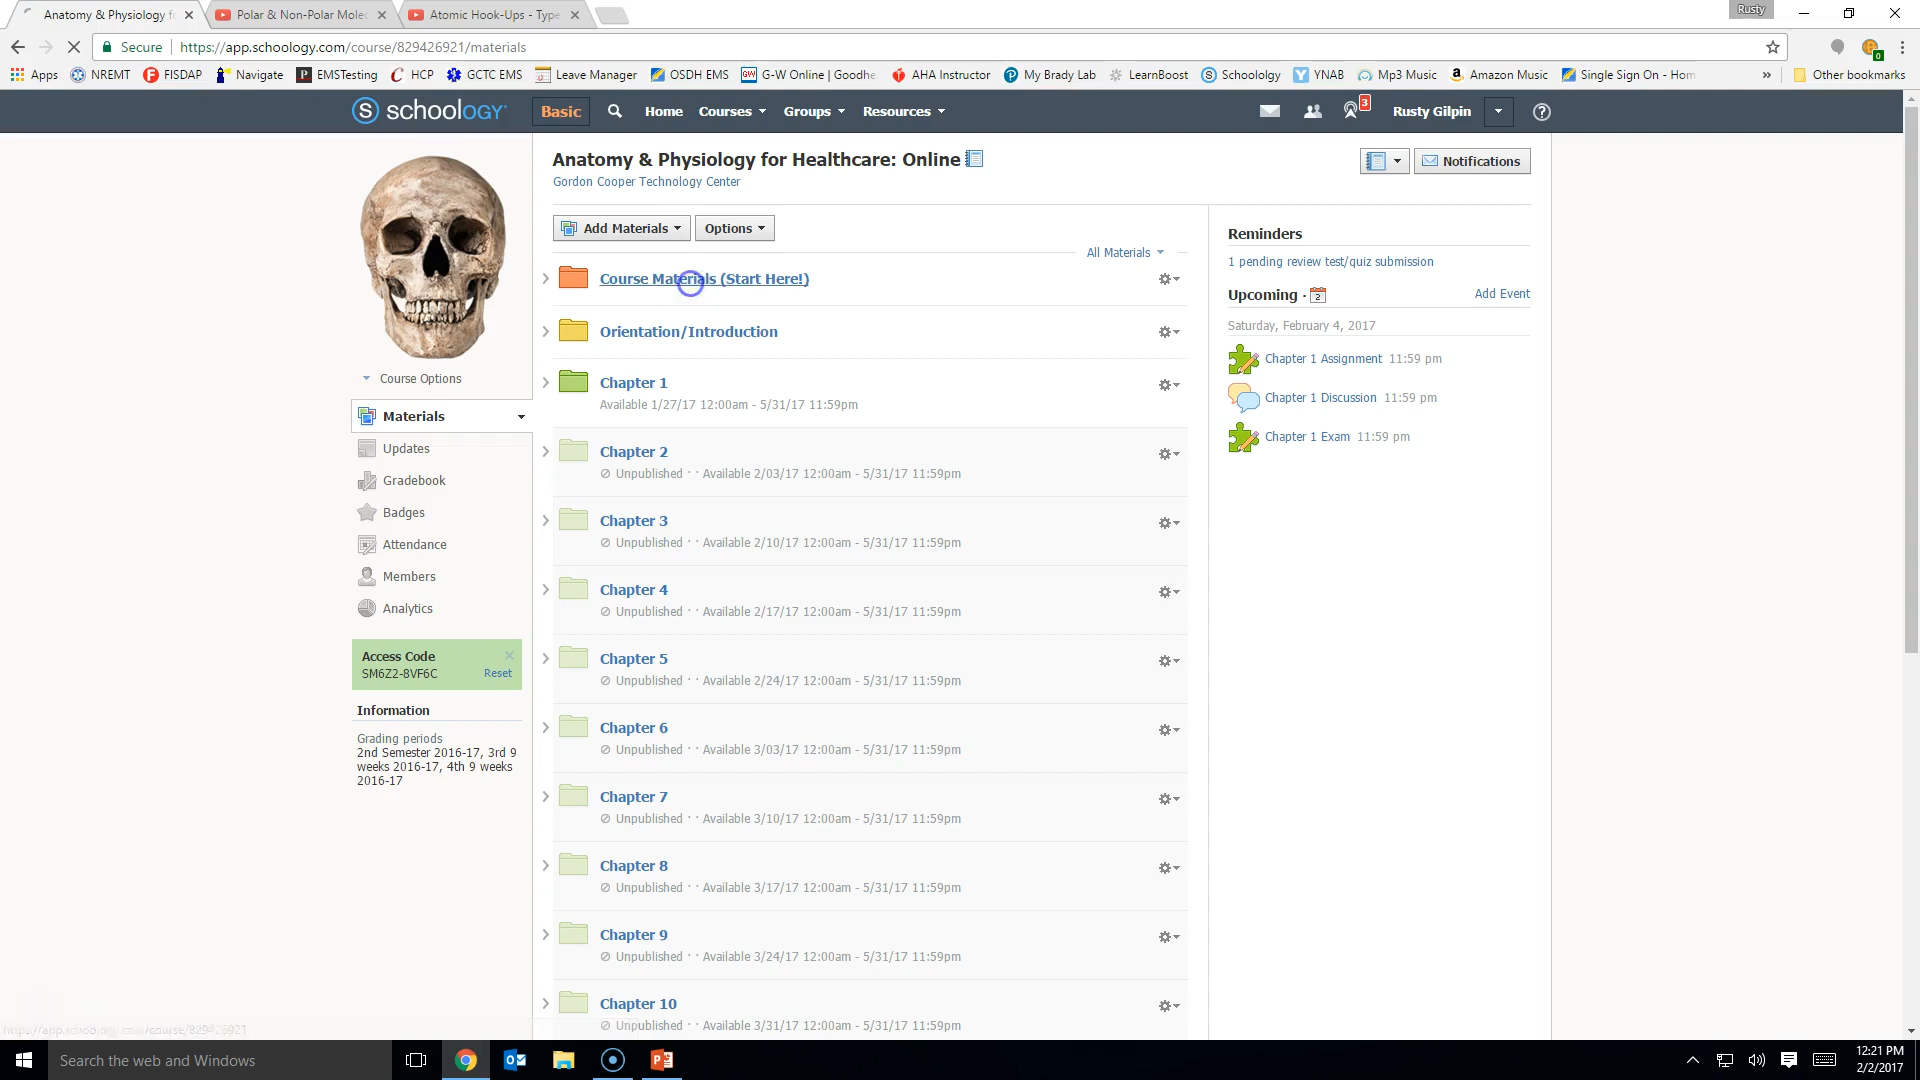 Anatomy & Physiology fo
Polar & Non-Polar Molec
Atomic Hook-Ups - Type
Rusty
Secure
https://app.schoology.com/course/829426921/materials
Apps
NREMT
FISDAP
Navigate
EMSTesting
HCP
GCTC EMS
Leave Manager
OSDH EMS
G-W Online | Goodhe
AHA Instructor
My Brady Lab
LearnBoost
Schoololgy
YNAB
Mp3 Music
Amazon Music
Single Sign On - Hom
»
Other bookmarks
S schoology
Basic
Home
Courses
Groups
Resources
3
Rusty Gilpin
Anatomy & Physiology for Healthcare: Online
Gordon Cooper Technology Center
Notifications
Add Materials
Options
All Materials
Course Materials (Start Here!)
Orientation/Introduction
Chapter 1
Available 1/27/17 12:00am - 5/31/17 11:59pm
Chapter 2
Unpublished · · Available 2/03/17 12:00am - 5/31/17 11:59pm
Chapter 3
Unpublished · · Available 2/10/17 12:00am - 5/31/17 11:59pm
Chapter 4
Unpublished · · Available 2/17/17 12:00am - 5/31/17 11:59pm
Chapter 5
Unpublished · · Available 2/24/17 12:00am - 5/31/17 11:59pm
Chapter 6
Unpublished · · Available 3/03/17 12:00am - 5/31/17 11:59pm
Chapter 7
Unpublished · · Available 3/10/17 12:00am - 5/31/17 11:59pm
Chapter 8
Unpublished · · Available 3/17/17 12:00am - 5/31/17 11:59pm
Chapter 9
Unpublished · · Available 3/24/17 12:00am - 5/31/17 11:59pm
Chapter 10
Unpublished · · Available 3/31/17 12:00am - 5/31/17 11:59pm
Course Options
Materials
Updates
Gradebook
Badges
Attendance
Members
Analytics
Access Code
SM6Z2-8VF6C
Reset
Information
Grading periods
2nd Semester 2016-17, 3rd 9
weeks 2016-17, 4th 9 weeks
2016-17
Reminders
1 pending review test/quiz submission
Upcoming ·
2
Add Event
Saturday, February 4, 2017
Chapter 1 Assignment 11:59 pm
Chapter 1 Discussion 11:59 pm
Chapter 1 Exam 11:59 pm
https://app.schoology.com/course/829426921
Search the web and Windows
12:21 PM
2/2/2017